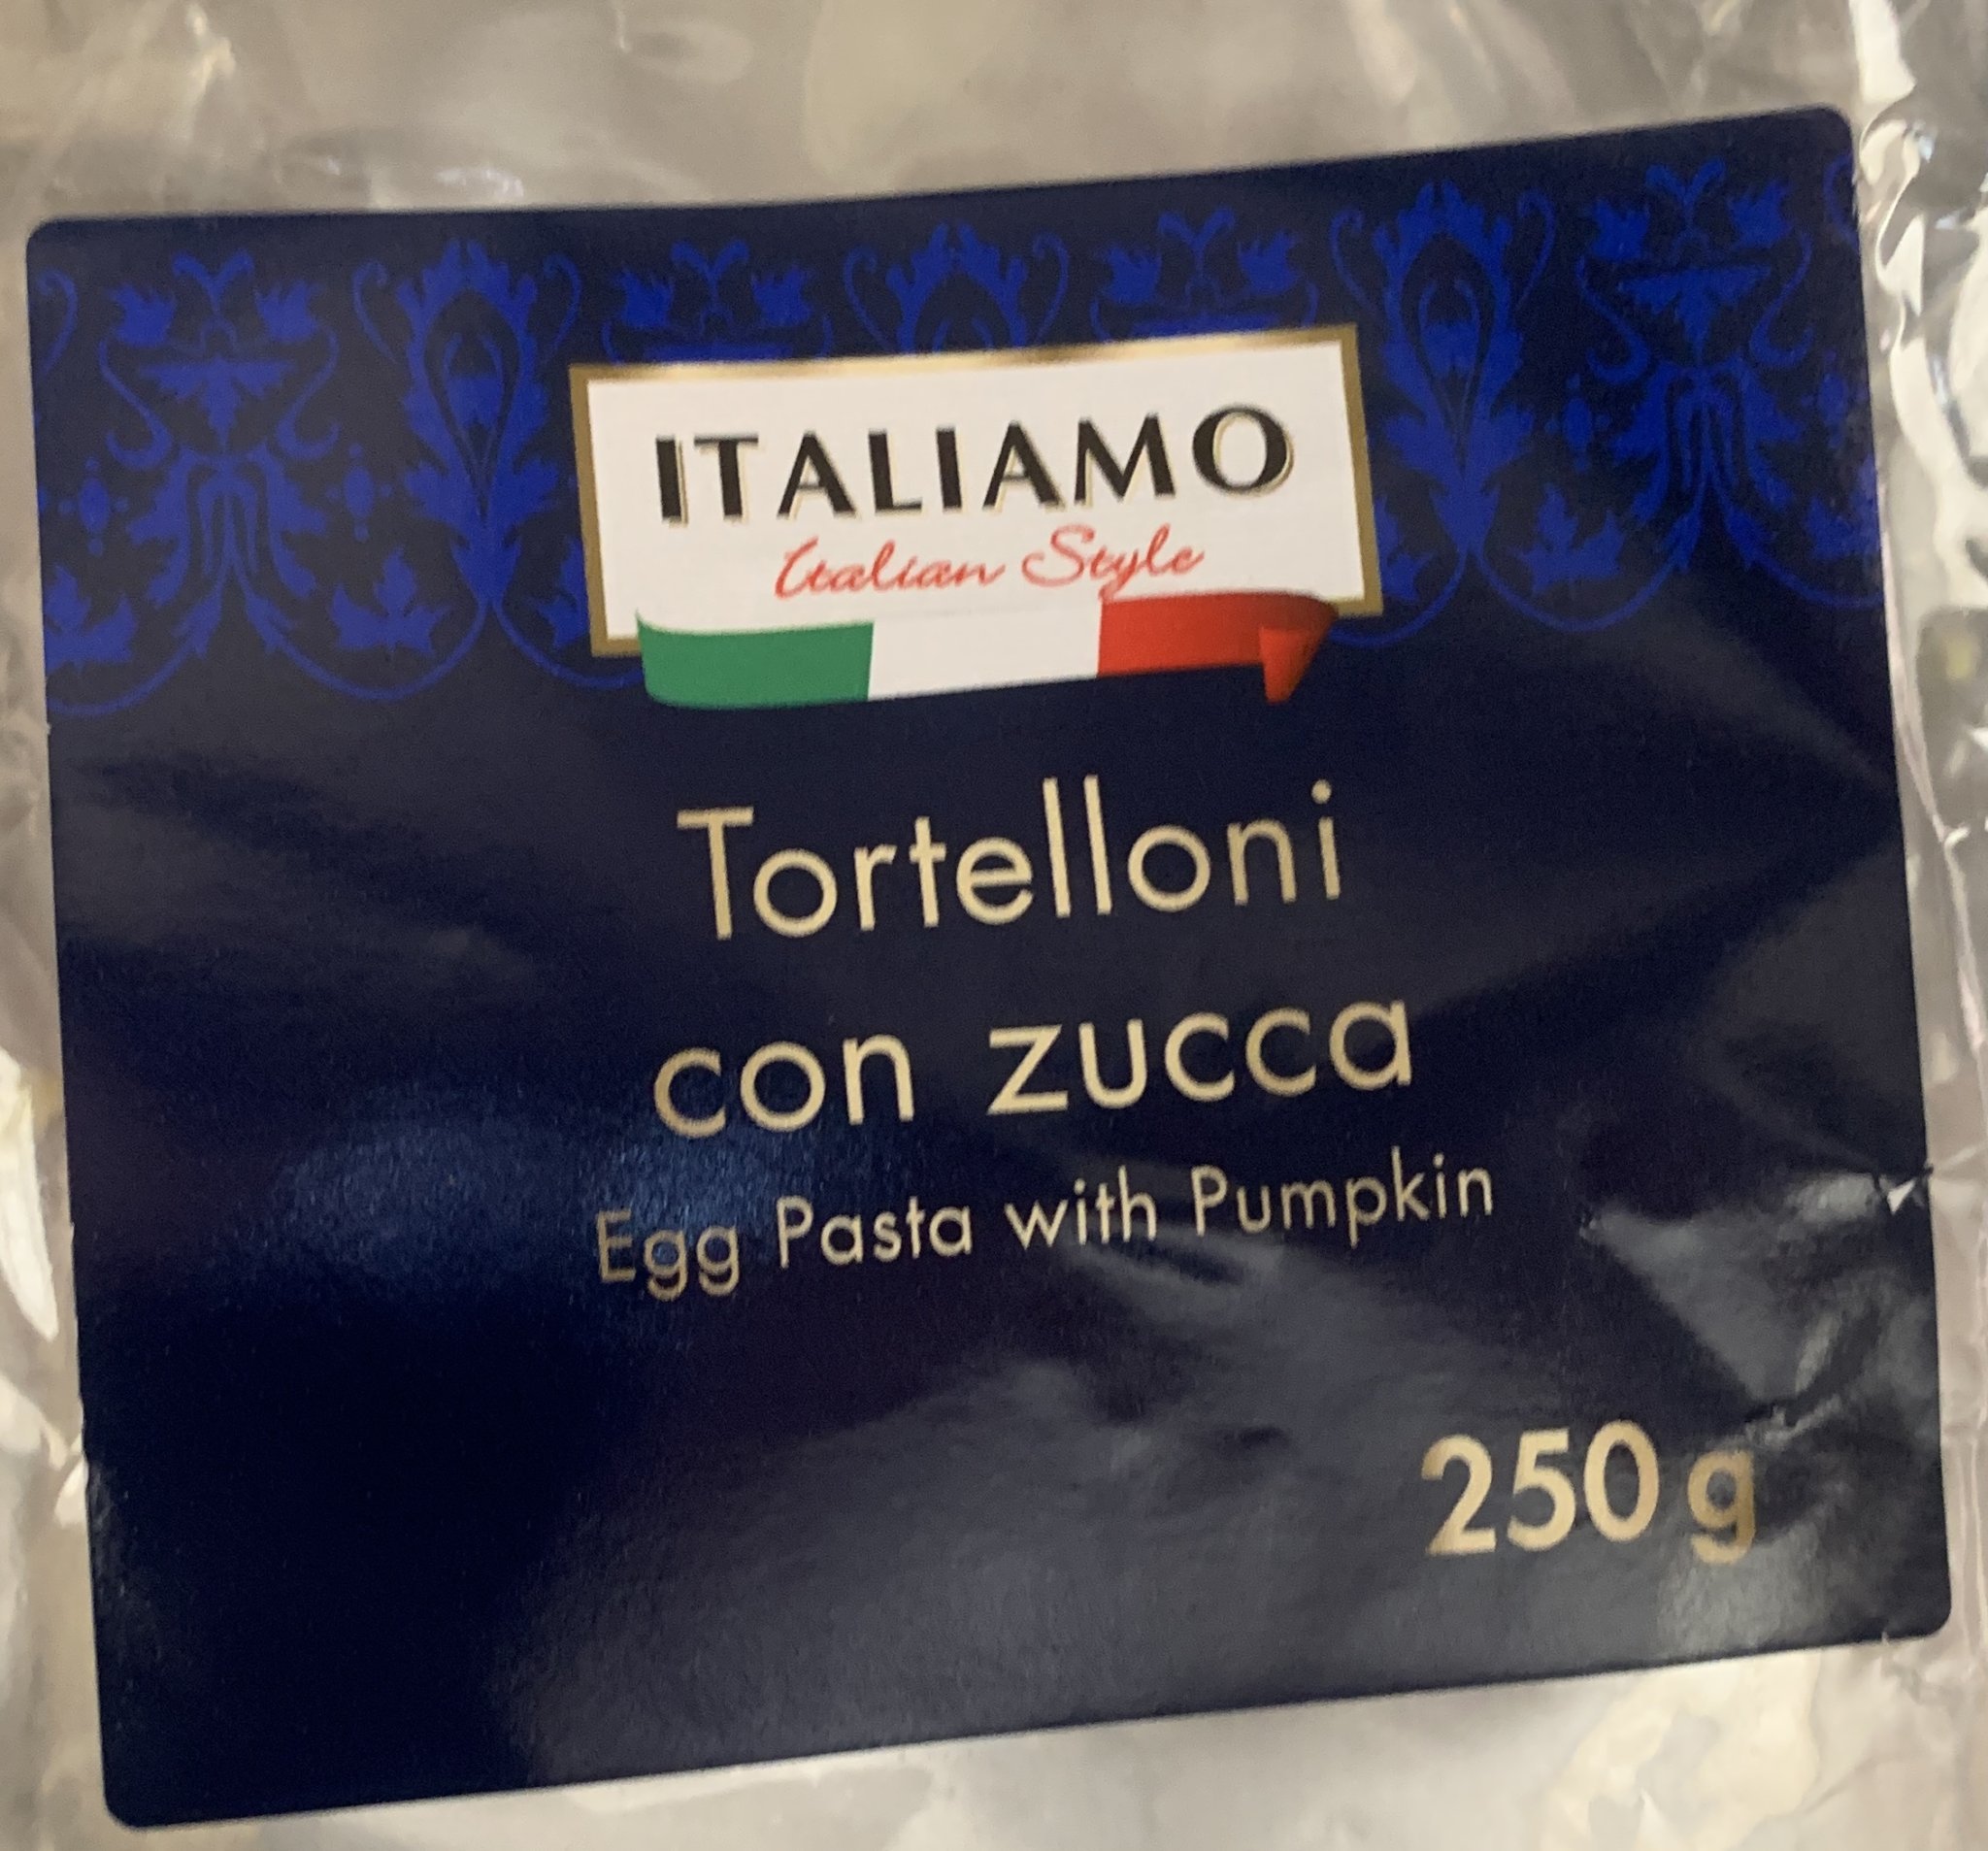 ITALIAMO
Italian Style
Tortelloni
con zucca
Egg Pasta with Pumpkin
250 g